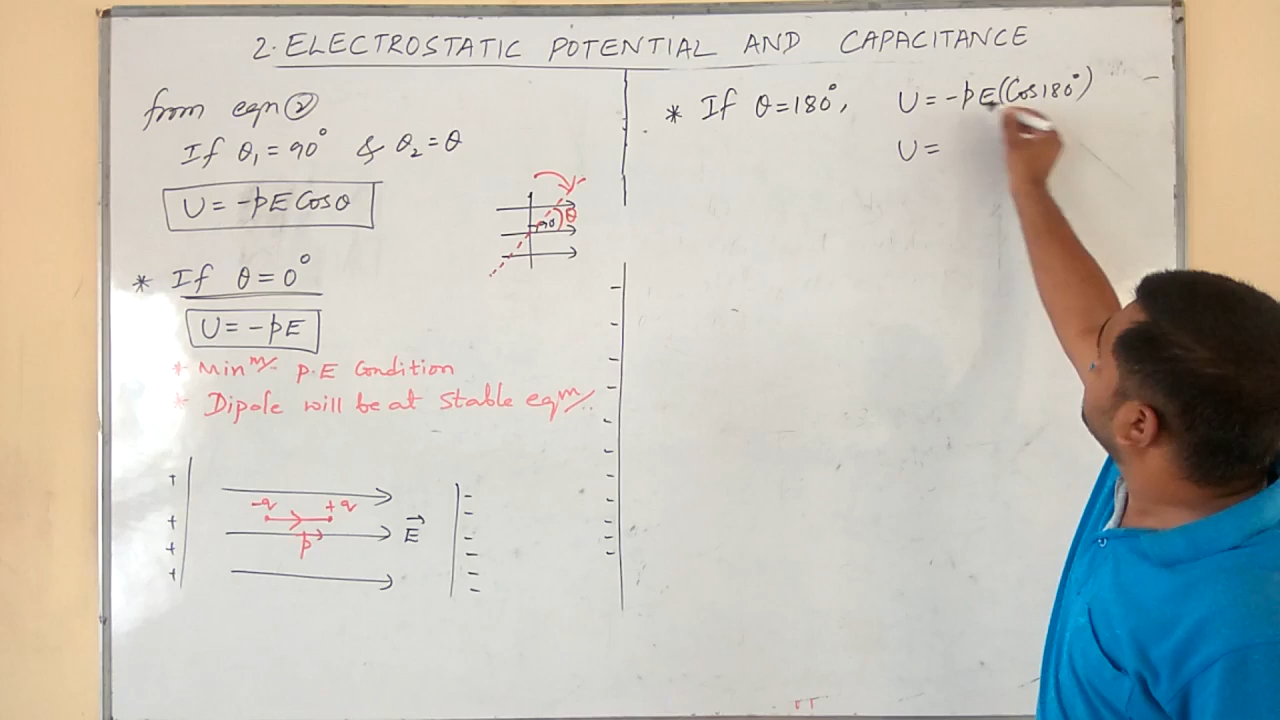 2. ELECTROSTATIC POTENTIAL AND CAPACITANCE
from eqn ②
If θ₁ = 90° & θ₂ = θ
U = -pE Cosθ
* If θ = 0°
U = -pE
* Minᵐ/. P.E Condition
* Dipole will be at Stable eqm/.
-q +q
p
E⃗
90 θ
* If θ = 180°, U = -pE(Cos180°)
U =